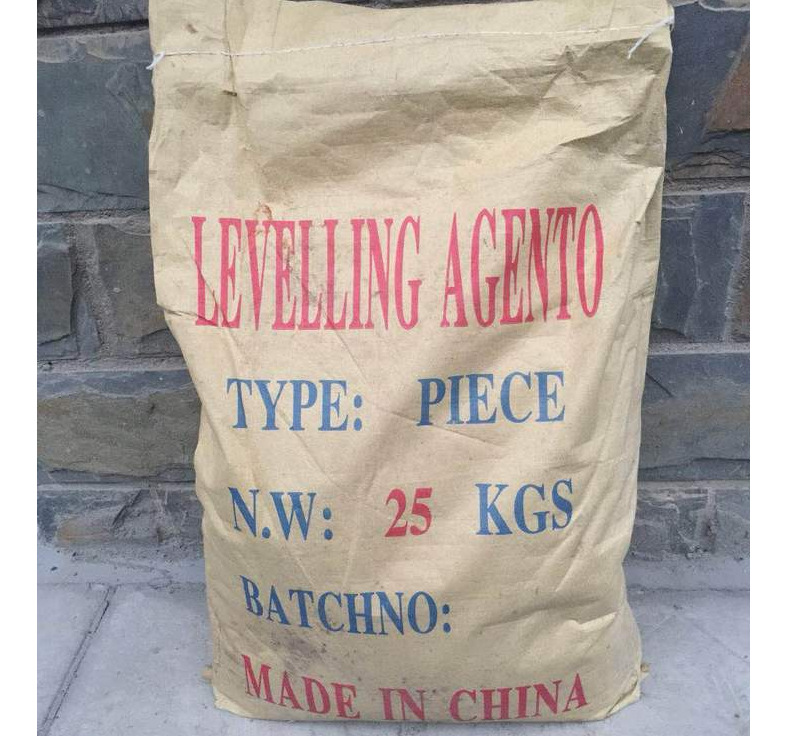 LEVELLING AGENTO
TYPE: PIECE
N.W: 25 KGS
BATCHNO:
MADE IN CHINA